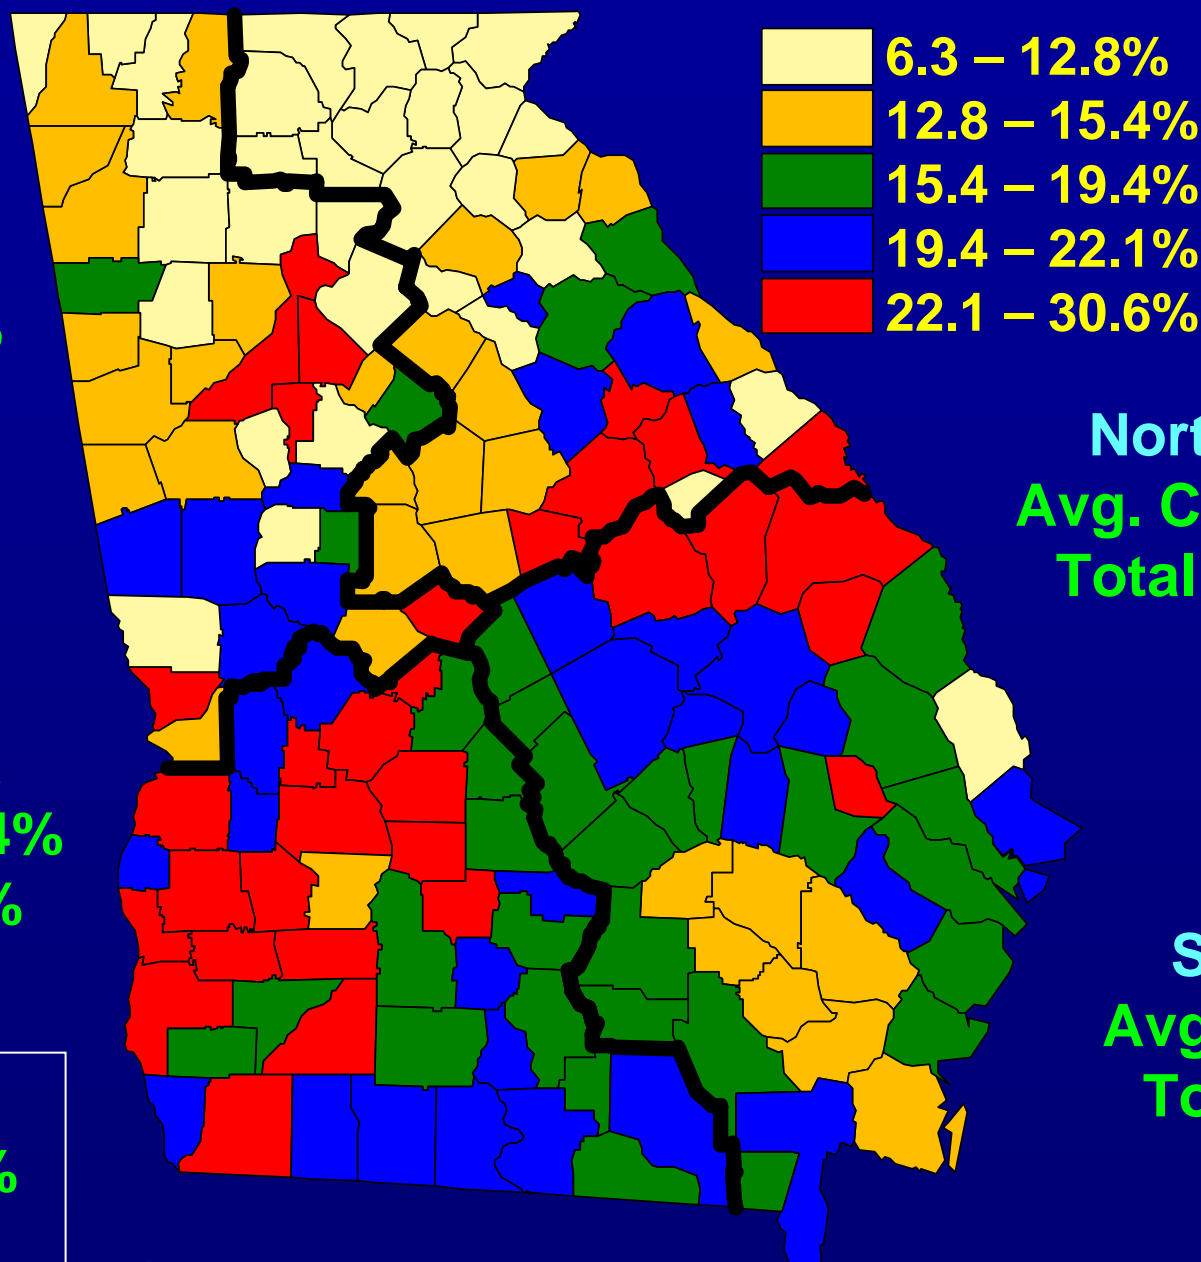 6.3 – 12.8%
12.8 – 15.4%
15.4 – 19.4%
19.4 – 22.1%
22.1 – 30.6%
Nort
Avg. C
Total
4%
%
S
Avg
To
%